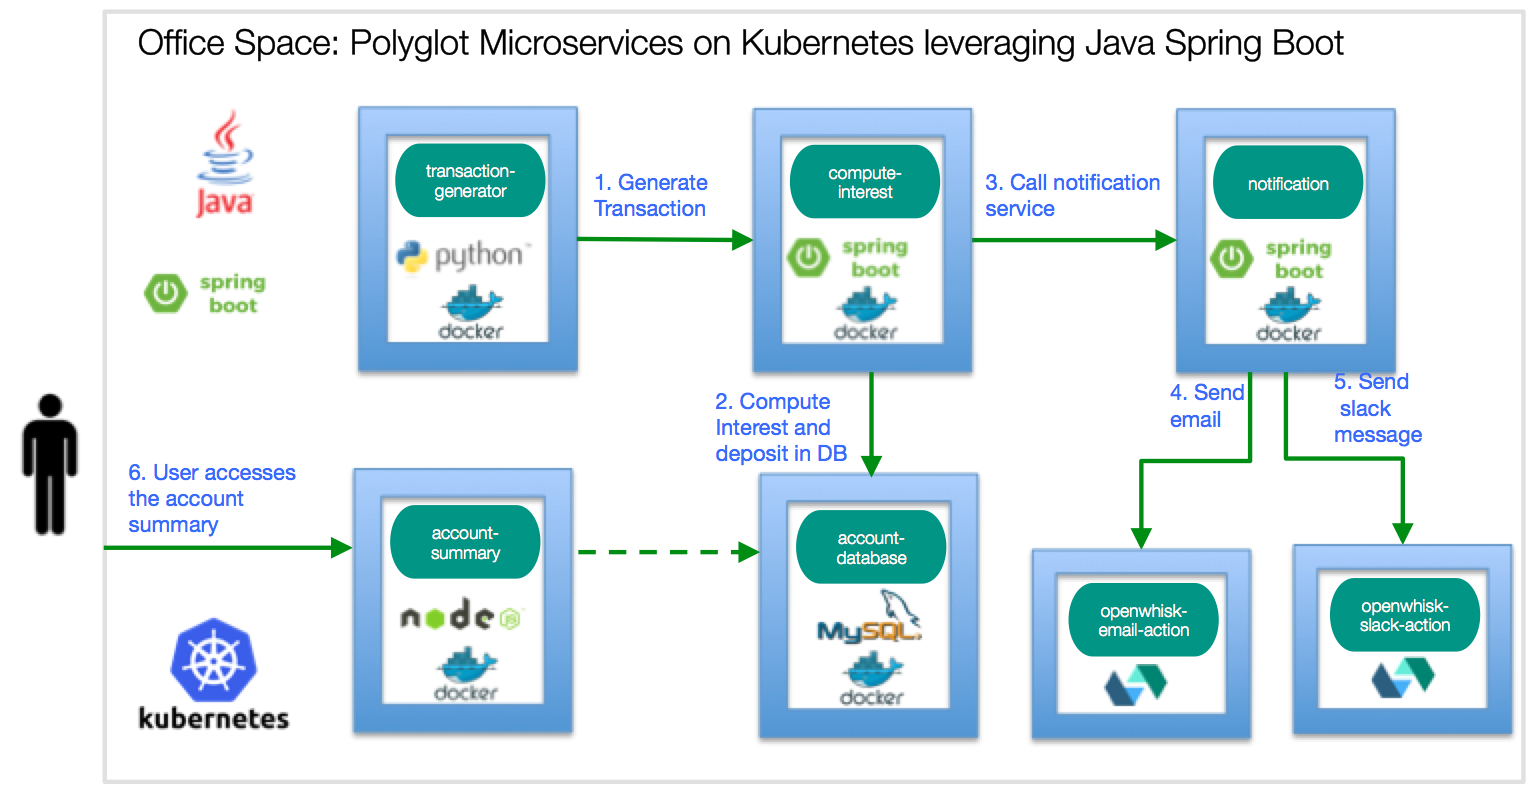 Office Space: Polyglot Microservices on Kubernetes leveraging Java Spring Boot
Java
spring
boot
transaction-
generator
python™
docker
1. Generate
Transaction
compute-
interest
spring
boot
docker
3. Call notification
service
notification
spring
boot
docker
2. Compute
Interest and
deposit in DB
4. Send
email
5. Send
slack
message
6. User accesses
the account
summary
account-
summary
node JS
docker
account-
database
MySQL
docker
openwhisk-
email-action
openwhisk-
slack-action
kubernetes